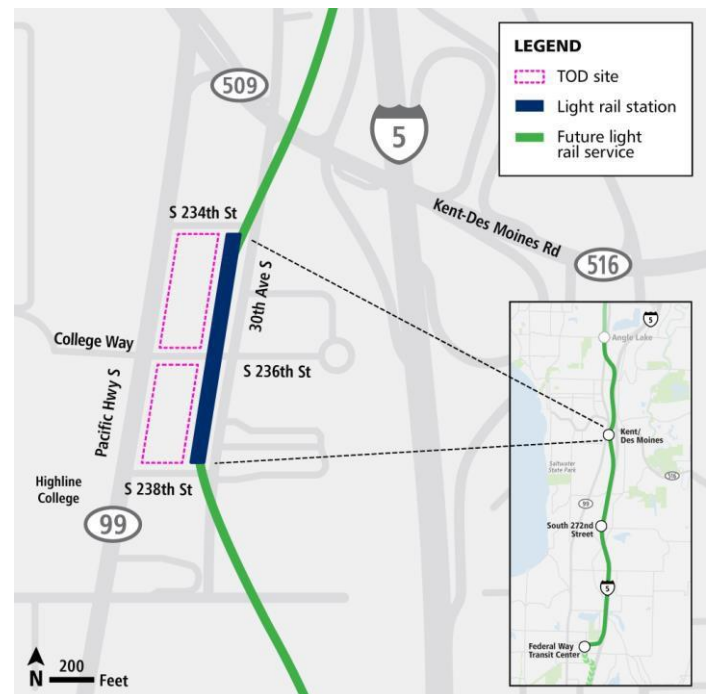 LEGEND
TOD site
Light rail station
Future light
rail service
509
5
S 234th St
Kent-Des Moines Rd
516
30th Ave S
College Way
S 236th St
Pacific Hwy S
Highline
College
S 238th St
99
N
200
Feet
5
Angle Lake
Kent/
Des Moines
Saltwater
State Park
516
99
South 272nd
Street
5
Federal Way
Transit Center